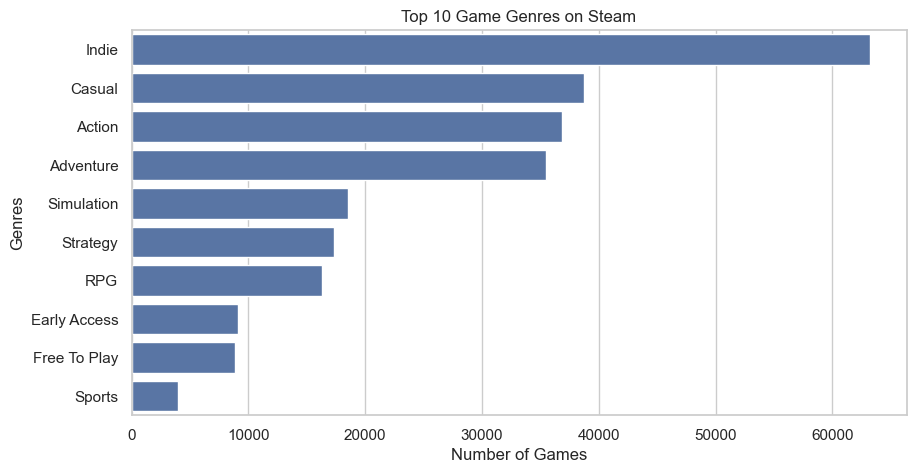 Top 10 Game Genres on Steam
Genres
Indie
Casual
Action
Adventure
Simulation
Strategy
RPG
Early Access
Free To Play
Sports
0 10000 20000 30000 40000 50000 60000
Number of Games